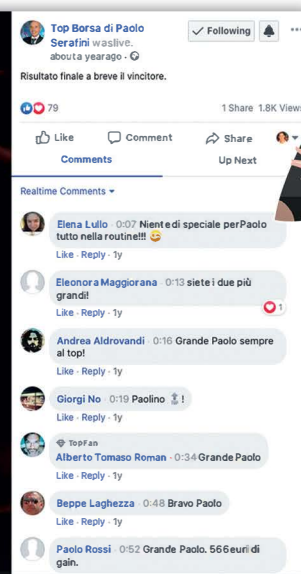 Top Borsa di Paolo
Serafini was live.
about a year ago ·
Following
Risultato finale a breve il vincitore.
79
1 Share 1.8K Views
Like Comment Share
Comments Up Next
Realtime Comments
Elena Lullo · 0:07 Niente di speciale per Paolo
tutto nella routine!!! 😄
Like · Reply · 1y
Eleonora Maggiorana · 0:13 siete i due più
grandi!
1
Like · Reply · 1y
Andrea Aldrovandi · 0:16 Grande Paolo sempre
al top!
Like · Reply · 1y
Giorgi No · 0:19 Paolino !
Like · Reply · 1y
Top Fan
Alberto Tomaso Roman · 0:34 Grande Paolo
Like · Reply · 1y
Beppe Laghezza · 0:48 Bravo Paolo
Like · Reply · 1y
Paolo Rossi · 0:52 Grande Paolo. 566 euri di
gain.